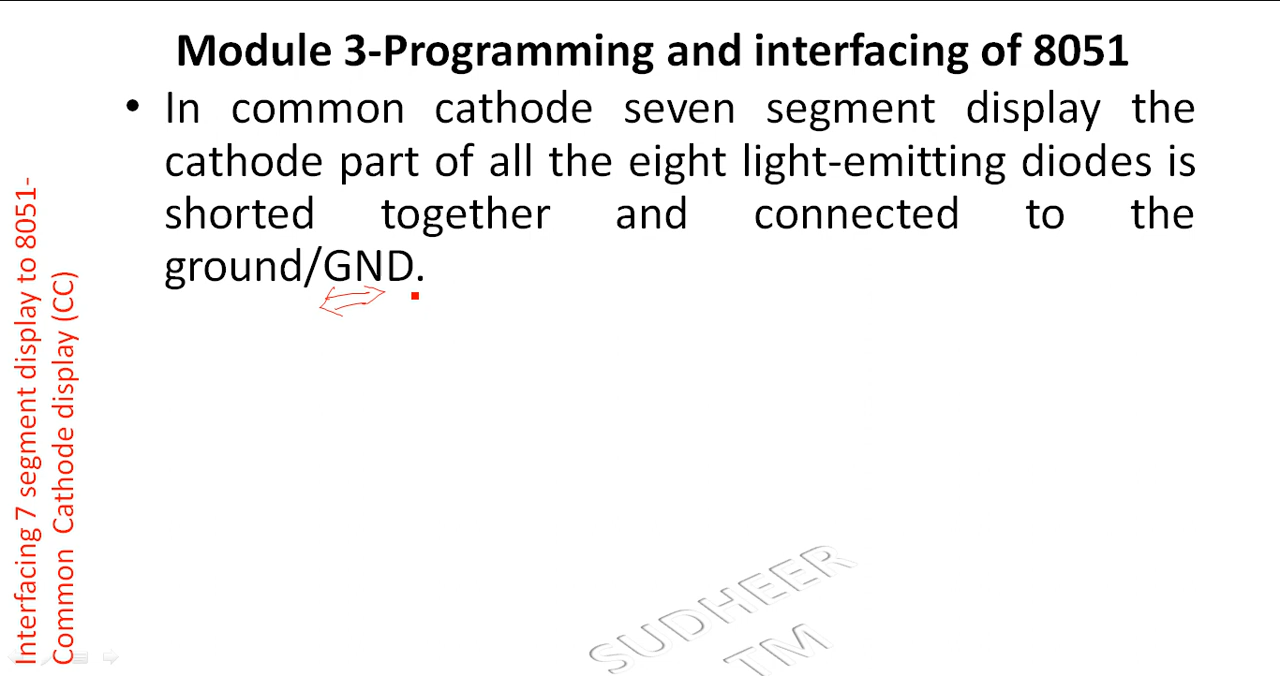 Module 3-Programming and interfacing of 8051
• In common cathode seven segment display the
cathode part of all the eight light-emitting diodes is
shorted together and connected to the
ground/GND.
Interfacing 7 segment display to 8051-
Common Cathode display (CC)
SUDHEER
TM